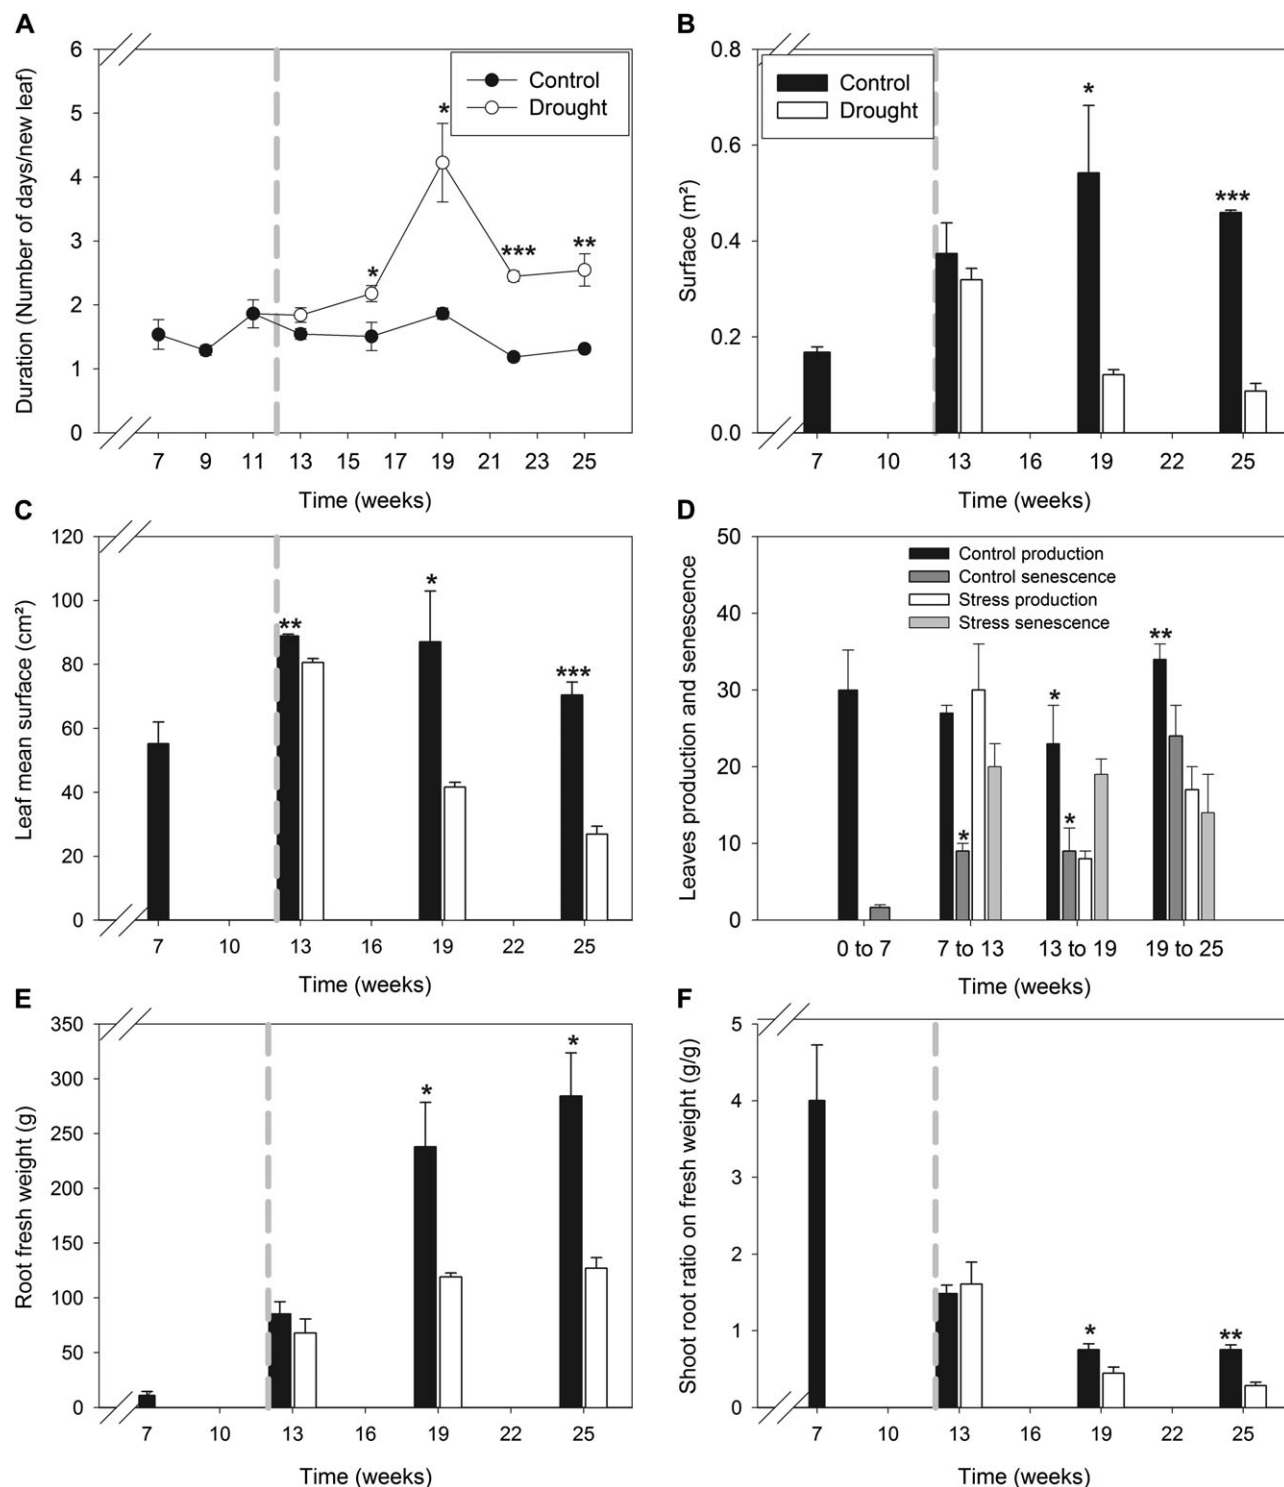 A
Duration (Number of days/new leaf)
6
5
4
3
2
1
0
Control
Drought
*
*
***
**
7 9 11 13 15 17 19 21 23 25
Time (weeks)
B
Surface (m²)
0.8
0.6
0.4
0.2
0.0
Control
Drought
*
***
7 10 13 16 19 22 25
Time (weeks)
C
Leaf mean surface (cm²)
120
100
80
60
40
20
0
**
*
***
7 10 13 16 19 22 25
Time (weeks)
D
Leaves production and senescence
50
40
30
20
10
0
Control production
Control senescence
Stress production
Stress senescence
*
*
*
**
0 to 7 7 to 13 13 to 19 19 to 25
Time (weeks)
E
Root fresh weight (g)
350
300
250
200
150
100
50
0
*
*
7 10 13 16 19 22 25
Time (weeks)
F
Shoot root ratio on fresh weight (g/g)
5
4
3
2
1
0
*
**
7 10 13 16 19 22 25
Time (weeks)